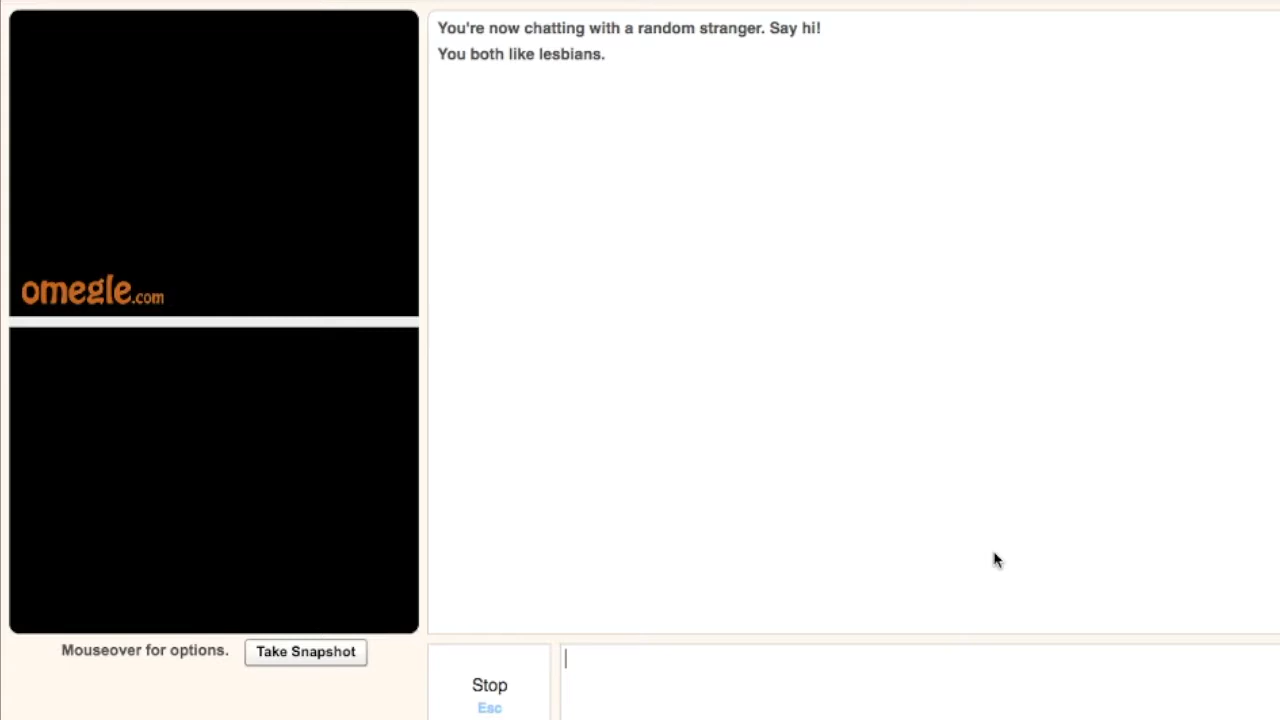 You're now chatting with a random stranger. Say hi!
You both like lesbians.
omegle.com
Mouseover for options.
Take Snapshot
Stop
Esc